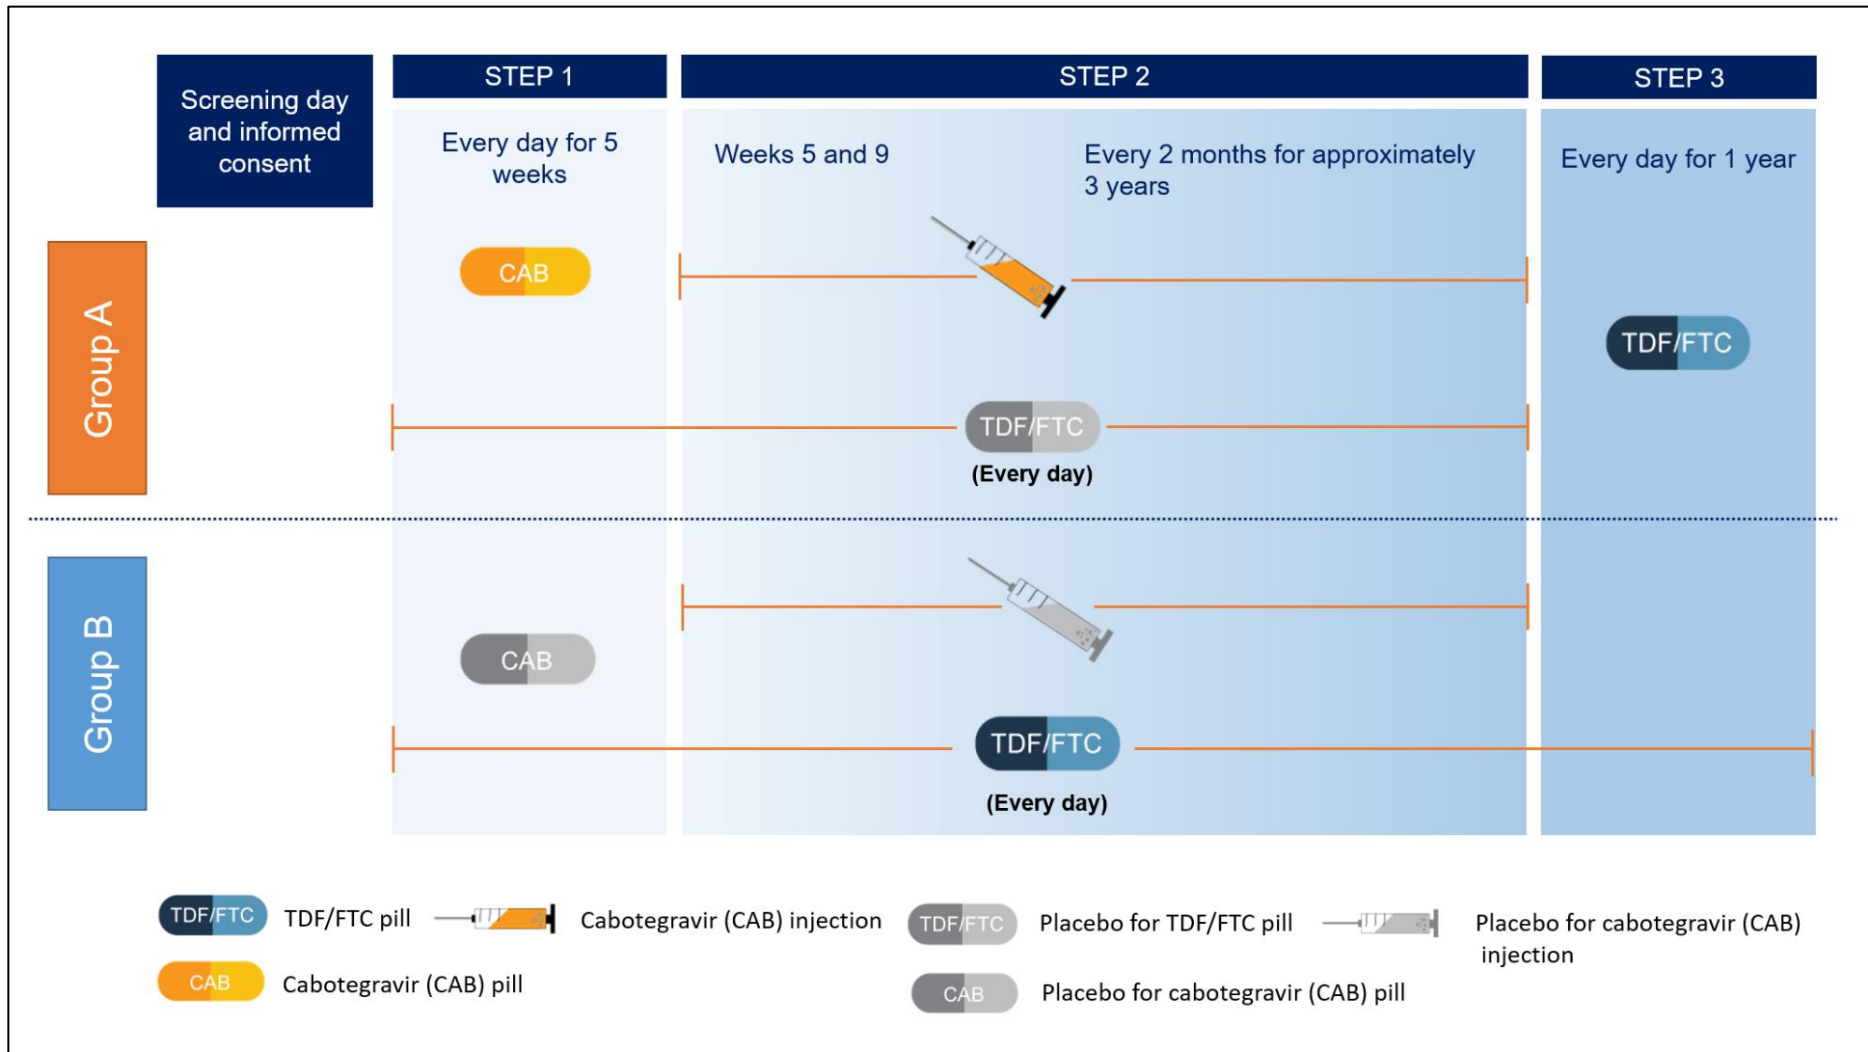 Screening day
and informed
consent
STEP 1
STEP 2
STEP 3
Every day for 5
weeks
Weeks 5 and 9
Every 2 months for approximately
3 years
Every day for 1 year
Group A
CAB
TDF/FTC
TDF/FTC
(Every day)
Group B
CAB
TDF/FTC
(Every day)
TDF/FTC TDF/FTC pill
Cabotegravir (CAB) injection
TDF/FTC Placebo for TDF/FTC pill
Placebo for cabotegravir (CAB)
injection
CAB Cabotegravir (CAB) pill
CAB Placebo for cabotegravir (CAB) pill